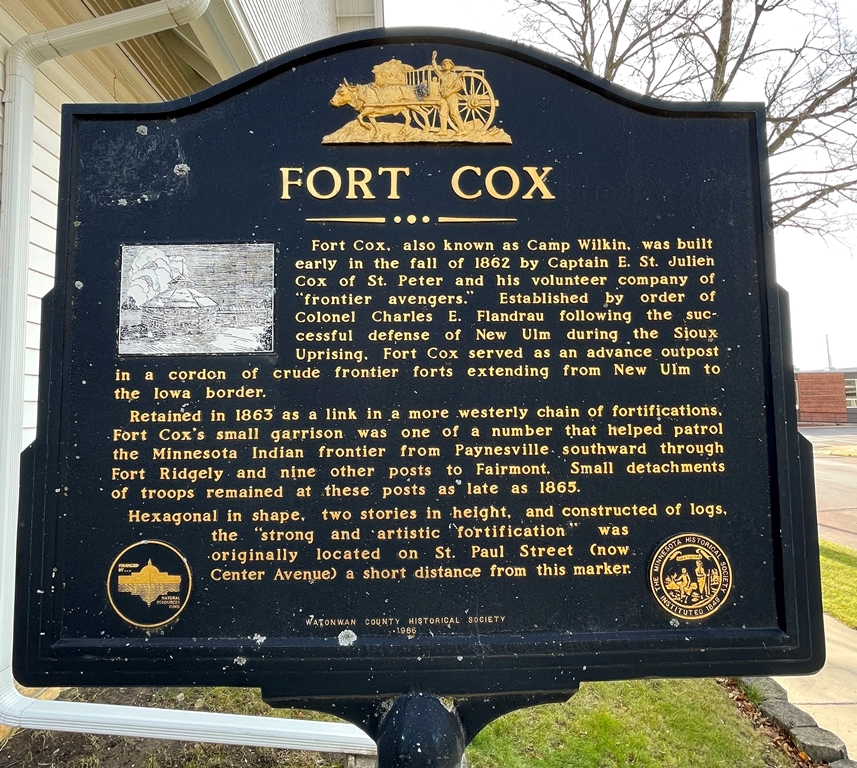 FORT COX
Fort Cox, also known as Camp Wilkin, was built
early in the fall of 1862 by Captain E. St. Julien
Cox of St. Peter and his volunteer company of
"frontier avengers." Established by order of
Colonel Charles E. Flandrau following the suc-
cessful defense of New Ulm during the Sioux
Uprising, Fort Cox served as an advance outpost
in a cordon of crude frontier forts extending from New Ulm to
the Iowa border.
Retained in 1863 as a link in a more westerly chain of fortifications,
Fort Cox's small garrison was one of a number that helped patrol
the Minnesota Indian frontier from Paynesville southward through
Fort Ridgely and nine other posts to Fairmont. Small detachments
of troops remained at these posts as late as 1865.
Hexagonal in shape, two stories in height, and constructed of logs,
the "strong and artistic fortification" was
originally located on St. Paul Street (now
Center Avenue) a short distance from this marker.
FINANCED
BY...
NATURAL
RESOURCES
FUND
THE MINNESOTA HISTORICAL SOCIETY
INSTITUTED 1849
WATONWAN COUNTY HISTORICAL SOCIETY
1966